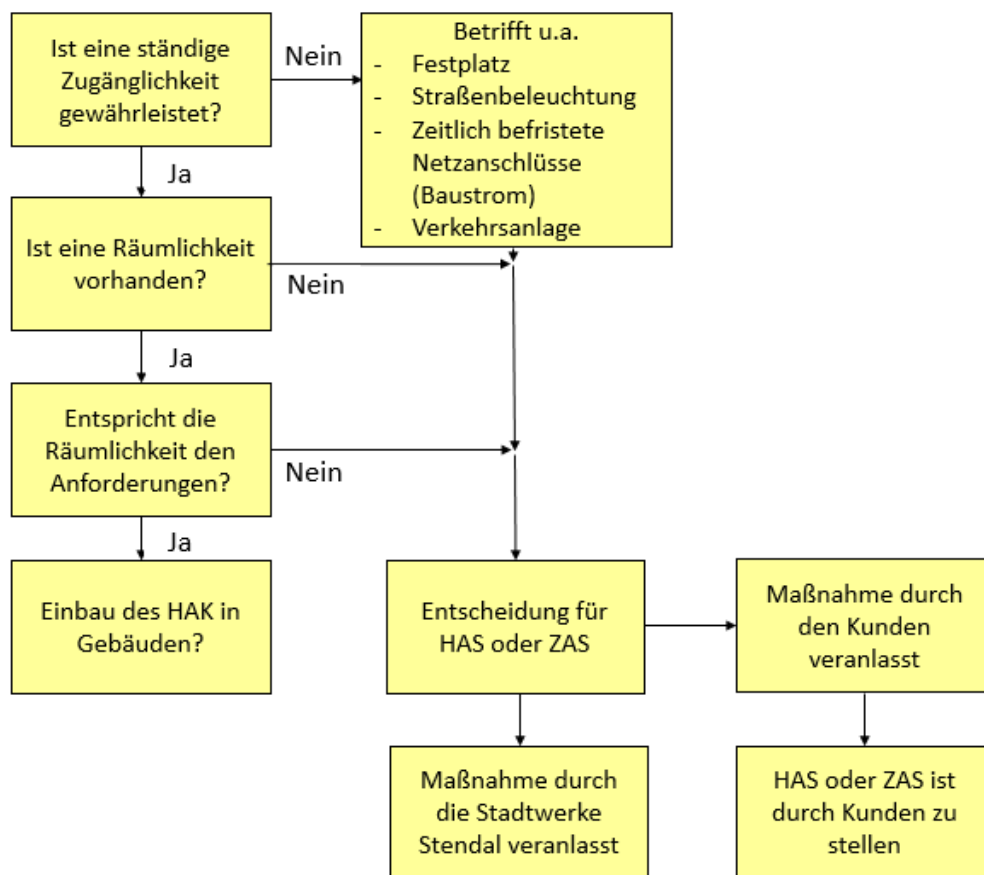 Ist eine ständige
Zugänglichkeit
gewährleistet?
Nein
Betrifft u.a.
- Festplatz
- Straßenbeleuchtung
- Zeitlich befristete
Netzanschlüsse
(Baustrom)
- Verkehrsanlage
Ja
Ist eine Räumlichkeit
vorhanden?
Nein
Ja
Entspricht die
Räumlichkeit den
Anforderungen?
Nein
Ja
Einbau des HAK in
Gebäuden?
Entscheidung für
HAS oder ZAS
Maßnahme durch
den Kunden
veranlasst
Maßnahme durch
die Stadtwerke
Stendal veranlasst
HAS oder ZAS ist
durch Kunden zu
stellen